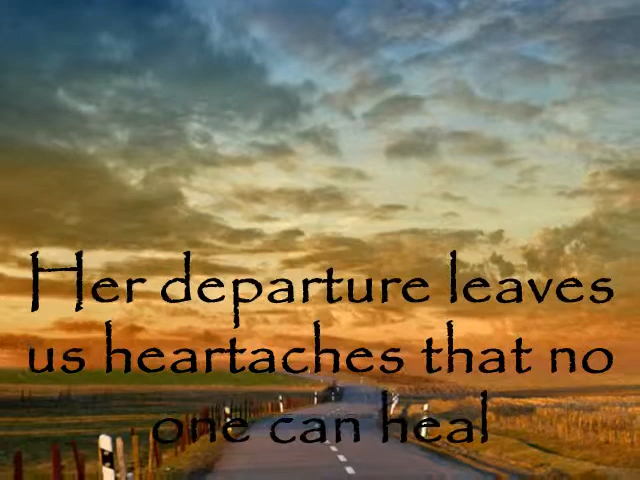 Her departure leaves
us heartaches that no
one can heal